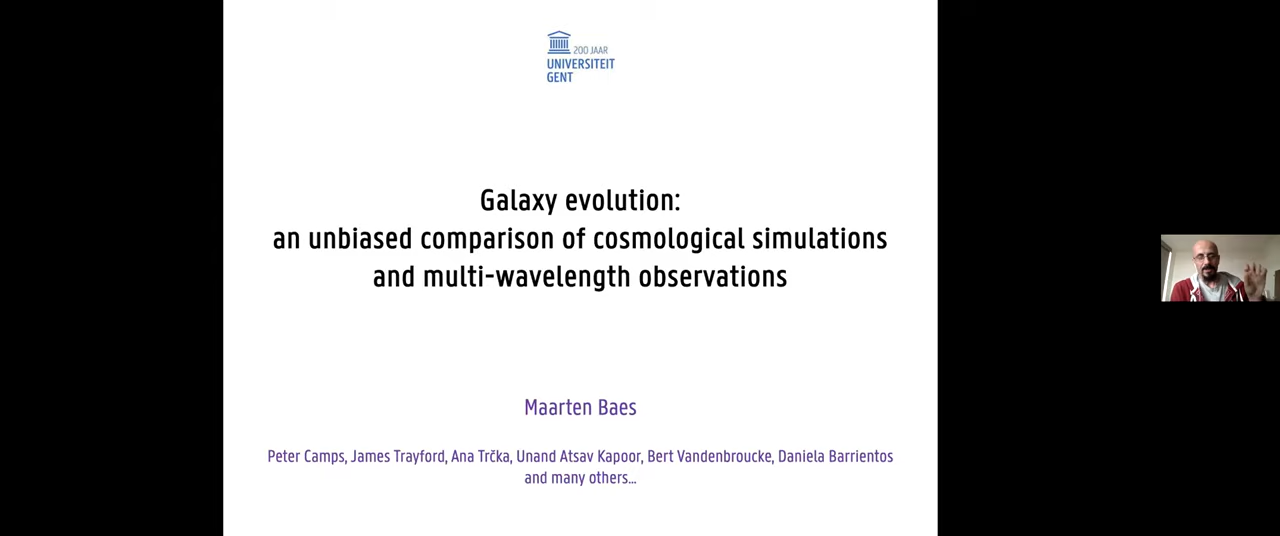 200 JAAR
UNIVERSITEIT
GENT
Galaxy evolution:
an unbiased comparison of cosmological simulations
and multi-wavelength observations
Maarten Baes
Peter Camps, James Trayford, Ana Trčka, Unand Atsav Kapoor, Bert Vandenbroucke, Daniela Barrientos
and many others...